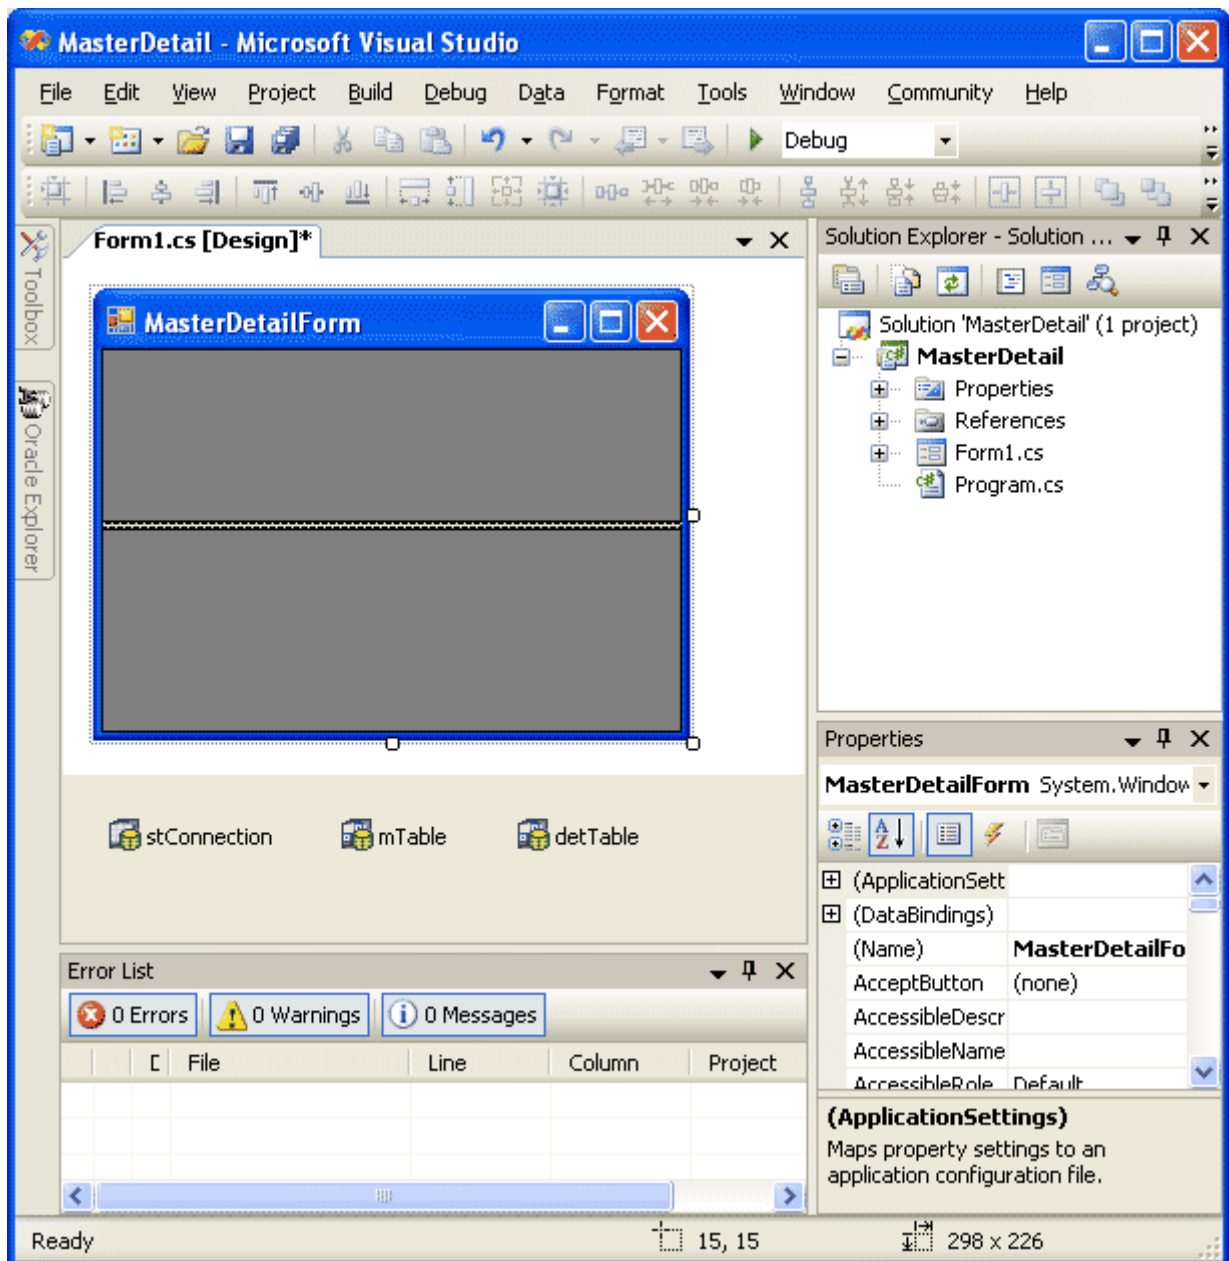 MasterDetail - Microsoft Visual Studio
File Edit View Project Build Debug Data Format Tools Window Community Help
Debug
Toolbox
Oracle Explorer
Form1.cs [Design]*
MasterDetailForm
stConnection mTable detTable
Error List
0 Errors 0 Warnings 0 Messages
File Line Column Project
Solution Explorer - Solution ...
Solution 'MasterDetail' (1 project)
MasterDetail
Properties
References
Form1.cs
Program.cs
Properties
MasterDetailForm System.Window
(ApplicationSett
(DataBindings)
(Name) MasterDetailFo
AcceptButton (none)
AccessibleDescr
AccessibleName
AccessibleRole Default
(ApplicationSettings)
Maps property settings to an
application configuration file.
Ready 15, 15 298 x 226